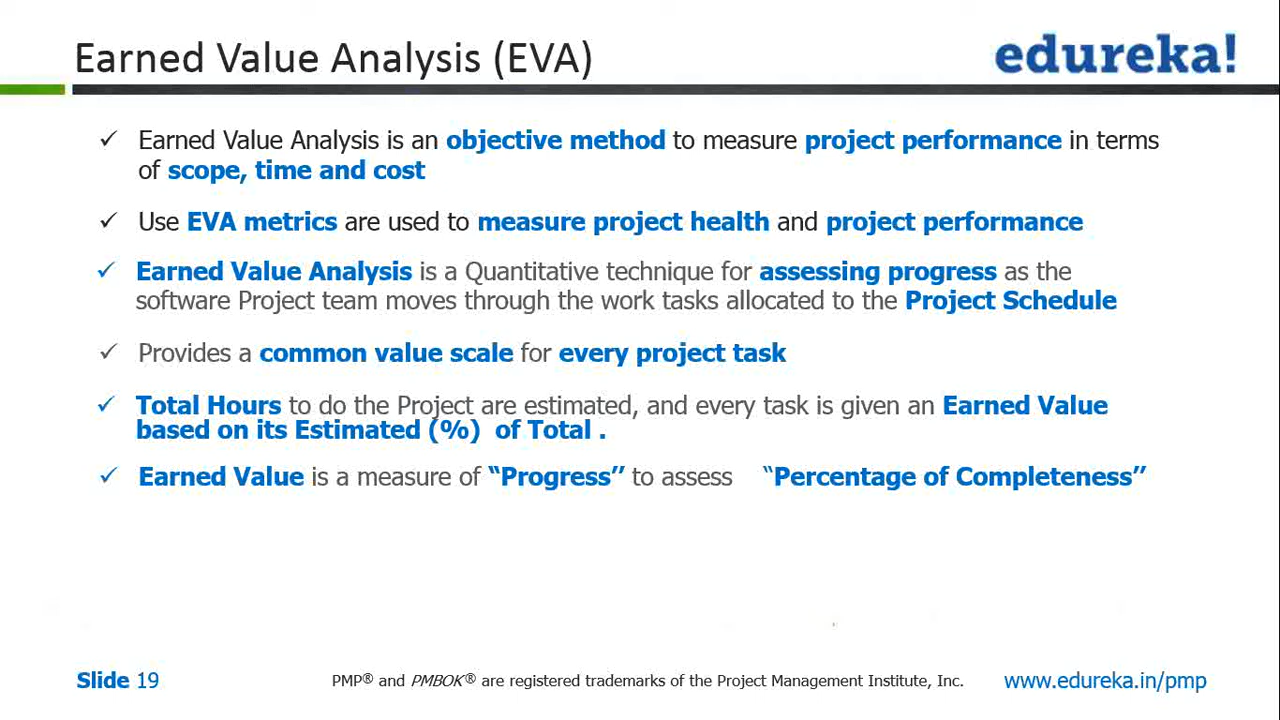 Earned Value Analysis (EVA)
edureka!
✓ Earned Value Analysis is an objective method to measure project performance in terms
of scope, time and cost
✓ Use EVA metrics are used to measure project health and project performance
✓ Earned Value Analysis is a Quantitative technique for assessing progress as the
software Project team moves through the work tasks allocated to the Project Schedule
✓ Provides a common value scale for every project task
✓ Total Hours to do the Project are estimated, and every task is given an Earned Value
based on its Estimated (%) of Total .
✓ Earned Value is a measure of “Progress” to assess “Percentage of Completeness”
Slide 19
PMP® and PMBOK® are registered trademarks of the Project Management Institute, Inc.
www.edureka.in/pmp